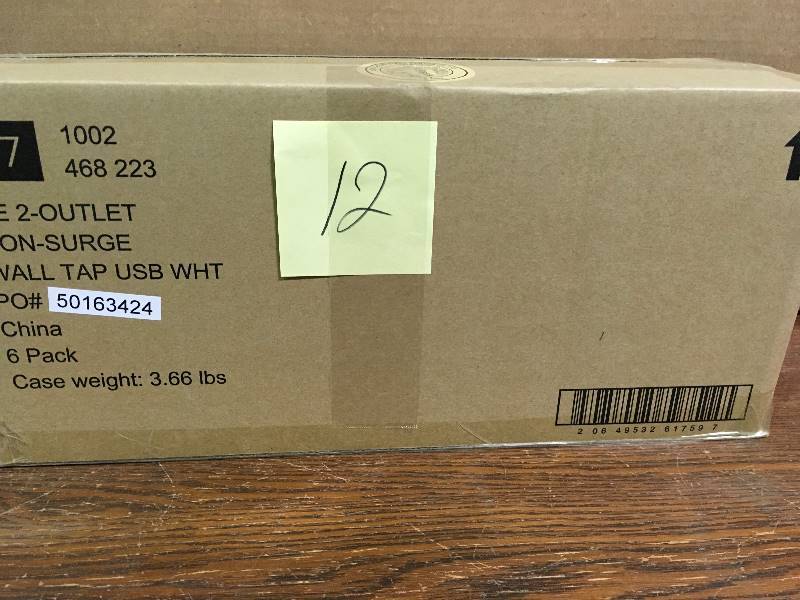 7
1002
468 223
E 2-OUTLET
ON-SURGE
WALL TAP USB WHT
PO# 50163424
China
6 Pack
Case weight: 3.66 lbs
12
2 06 49532 61759 7